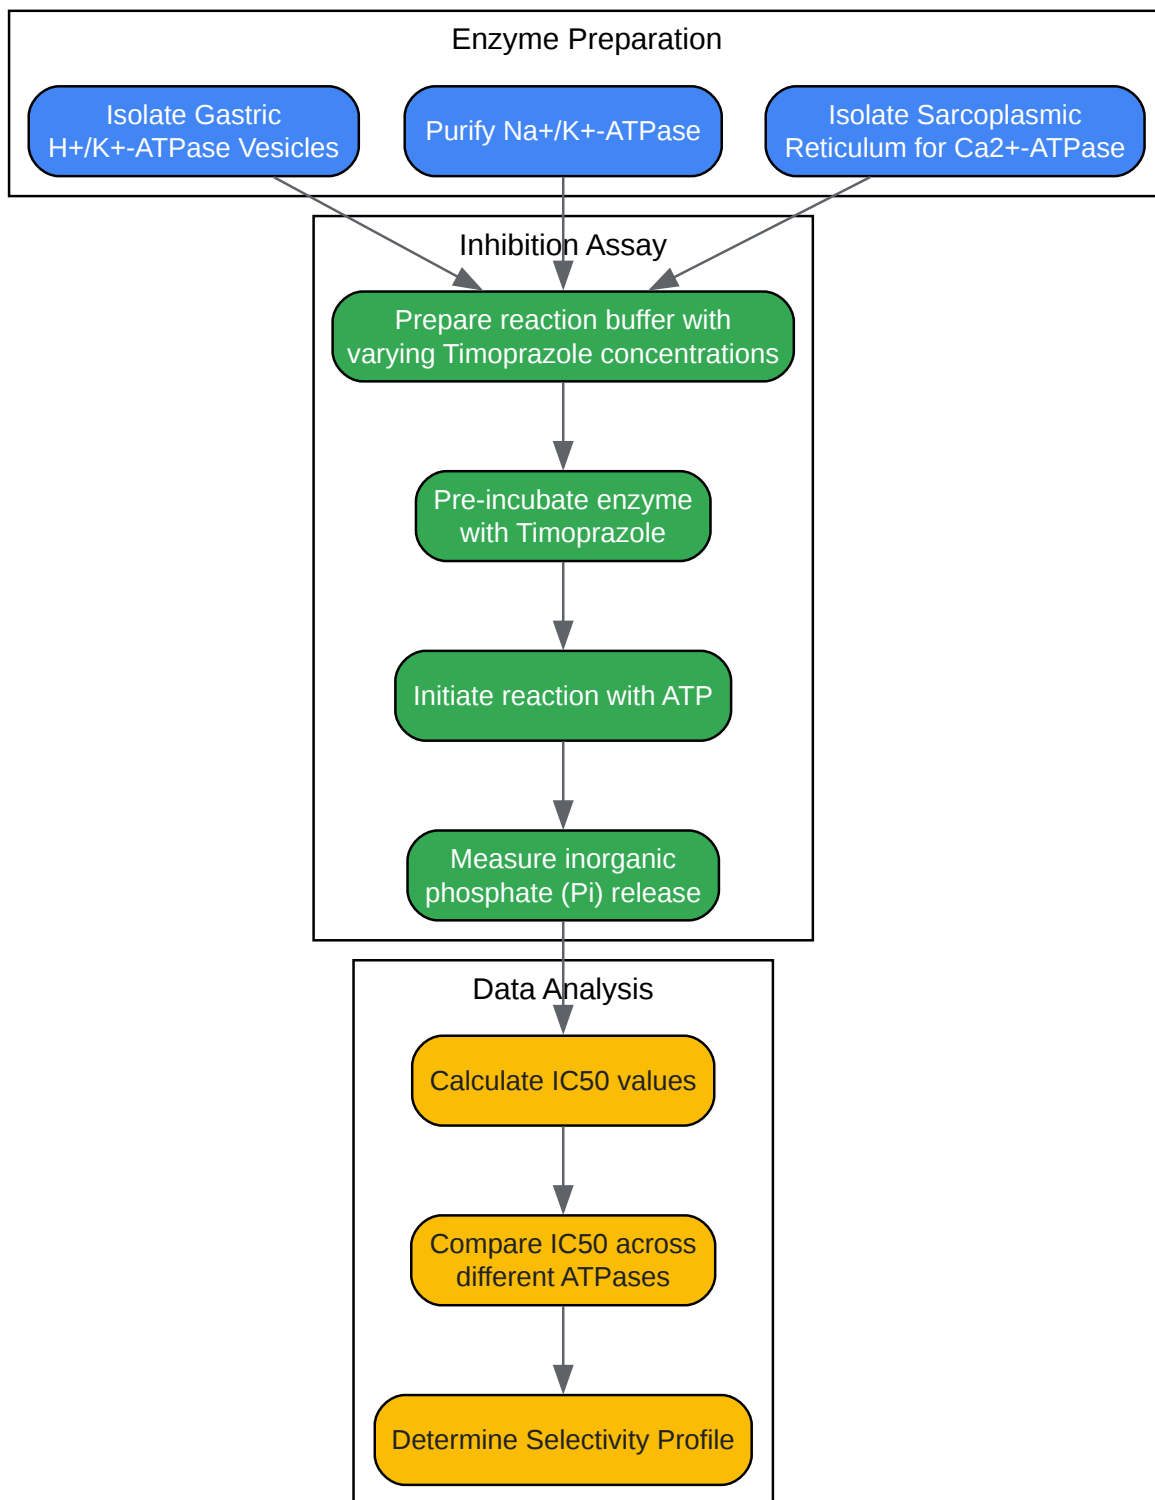 Enzyme Preparation
Isolate Gastric
H+/K+-ATPase Vesicles
Purify Na+/K+-ATPase
Isolate Sarcoplasmic
Reticulum for Ca2+-ATPase
Inhibition Assay
Prepare reaction buffer with
varying Timoprazole concentrations
Pre-incubate enzyme
with Timoprazole
Initiate reaction with ATP
Measure inorganic
phosphate (Pi) release
Data Analysis
Calculate IC50 values
Compare IC50 across
different ATPases
Determine Selectivity Profile